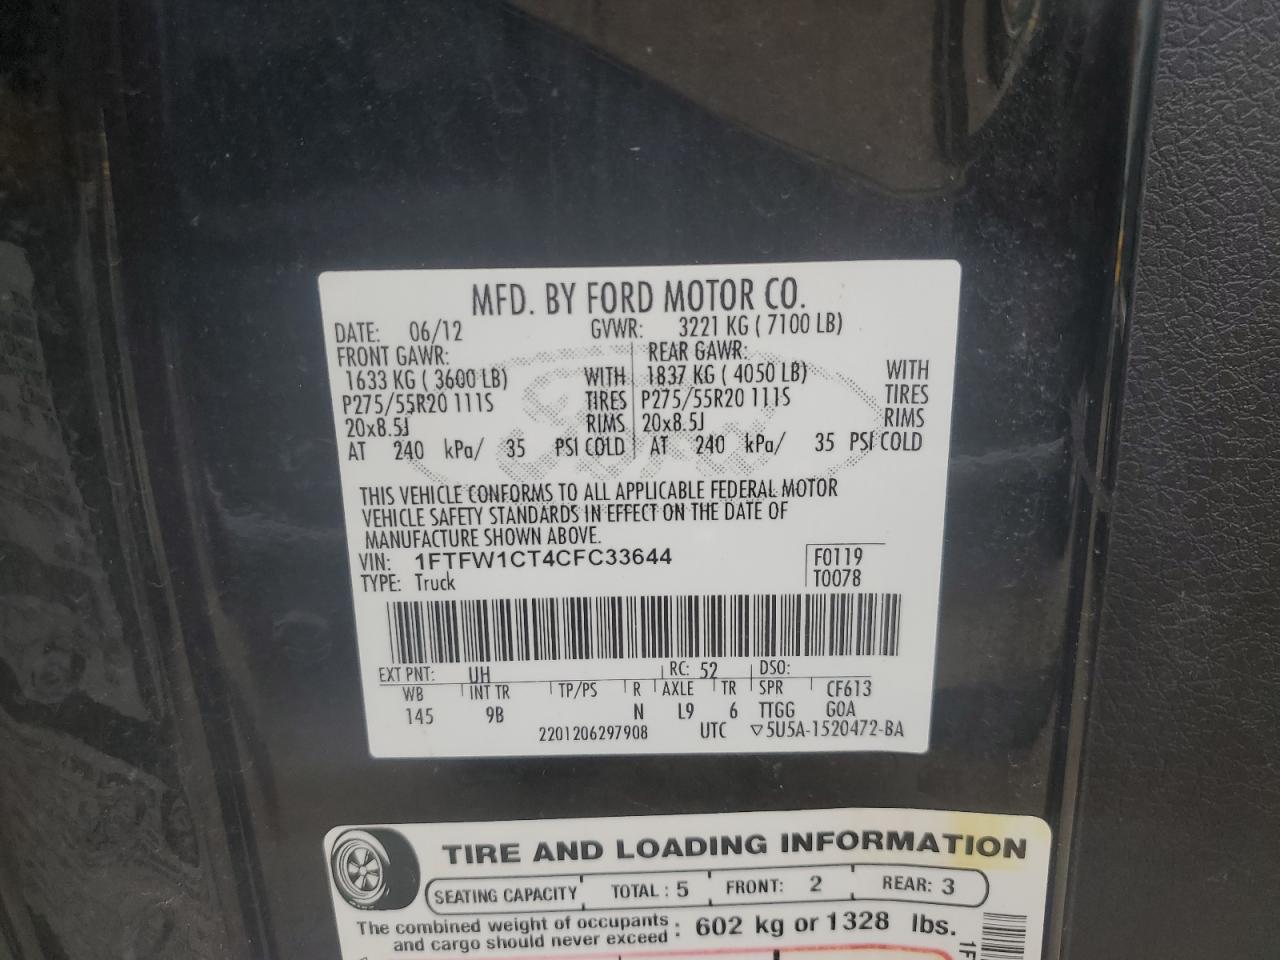 MFD. BY FORD MOTOR CO.
DATE: 06/12 GVWR: 3221 KG ( 7100 LB)
FRONT GAWR: REAR GAWR:
1633 KG ( 3600 LB) WITH 1837 KG ( 4050 LB) WITH
P275/55R20 111S TIRES P275/55R20 111S TIRES
20x8.5J RIMS 20x8.5J RIMS
AT 240 kPa/ 35 PSI COLD AT 240 kPa/ 35 PSI COLD
THIS VEHICLE CONFORMS TO ALL APPLICABLE FEDERAL MOTOR
VEHICLE SAFETY STANDARDS IN EFFECT ON THE DATE OF
MANUFACTURE SHOWN ABOVE.
VIN: 1FTFW1CT4CFC33644 F0119
TYPE: Truck T0078
EXT PNT: UH RC: 52 DSO:
WB INT TR TP/PS R AXLE TR SPR CF613
145 9B N L9 6 TTGG GOA
2201206297908 UTC ▽5U5A-1520472-BA
TIRE AND LOADING INFORMATION
SEATING CAPACITY TOTAL : 5 FRONT: 2 REAR: 3
The combined weight of occupants : 602 kg or 1328 lbs.
and cargo should never exceed
1F